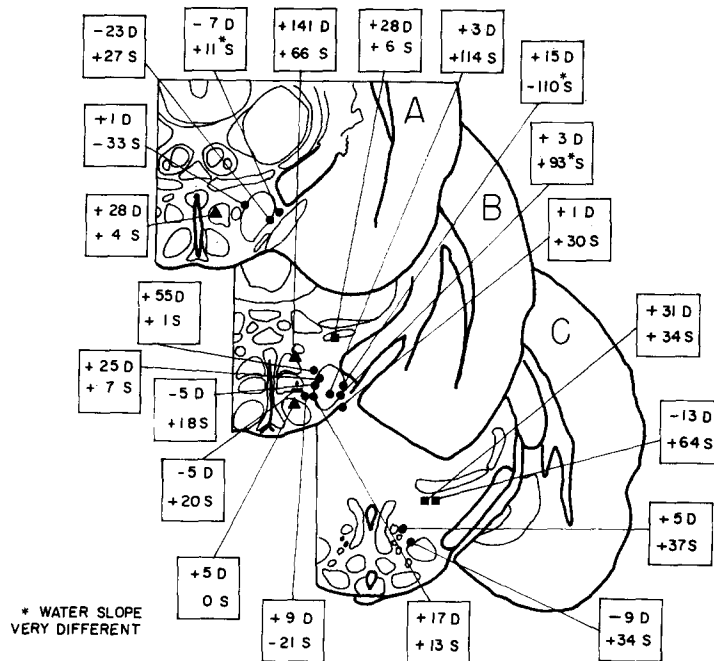 -23 D
+27 S
- 7 D
+11*S
+141 D
+ 66 S
+28 D
+ 6 S
+ 3 D
+114 S
+15 D
-110*S
+ 1 D
- 33 S
+ 3 D
+93*S
+ 28 D
+ 4 S
+ 1 D
+ 30 S
A
B
C
+ 55 D
+ 1 S
+ 25 D
+ 7 S
-5 D
+18 S
-5 D
+20 S
+5 D
0 S
+ 31 D
+ 34 S
-13 D
+64 S
+5 D
+37 S
* WATER SLOPE
VERY DIFFERENT
+ 9 D
- 21 S
+17 D
+ 13 S
-9 D
+34 S